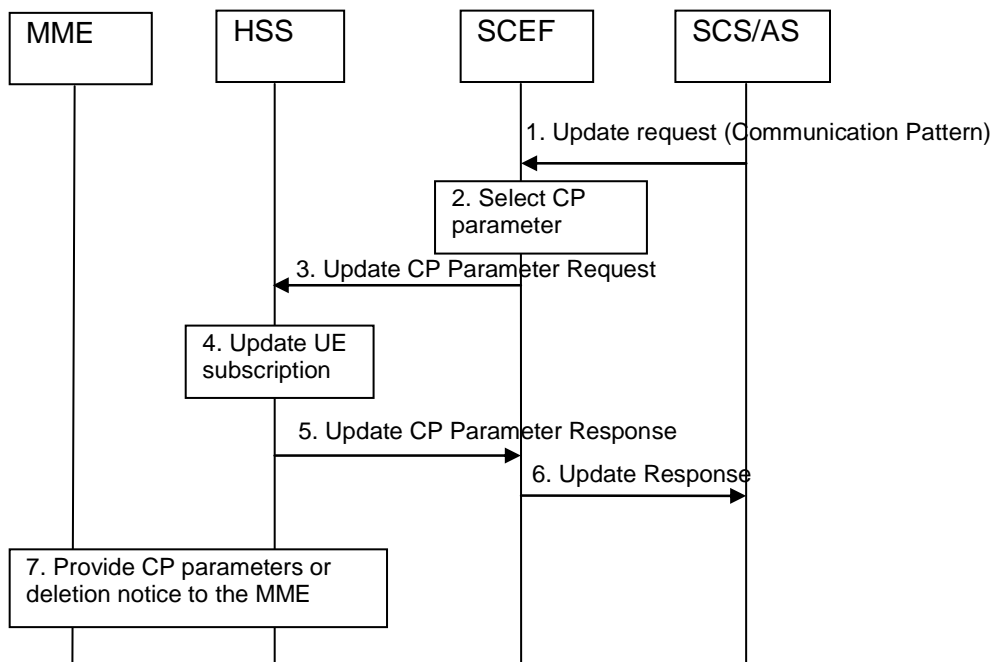 MME
HSS
SCEF
SCS/AS
1. Update request (Communication Pattern)
2. Select CP
parameter
3. Update CP Parameter Request
4. Update UE
subscription
5. Update CP Parameter Response
6. Update Response
7. Provide CP parameters or
deletion notice to the MME